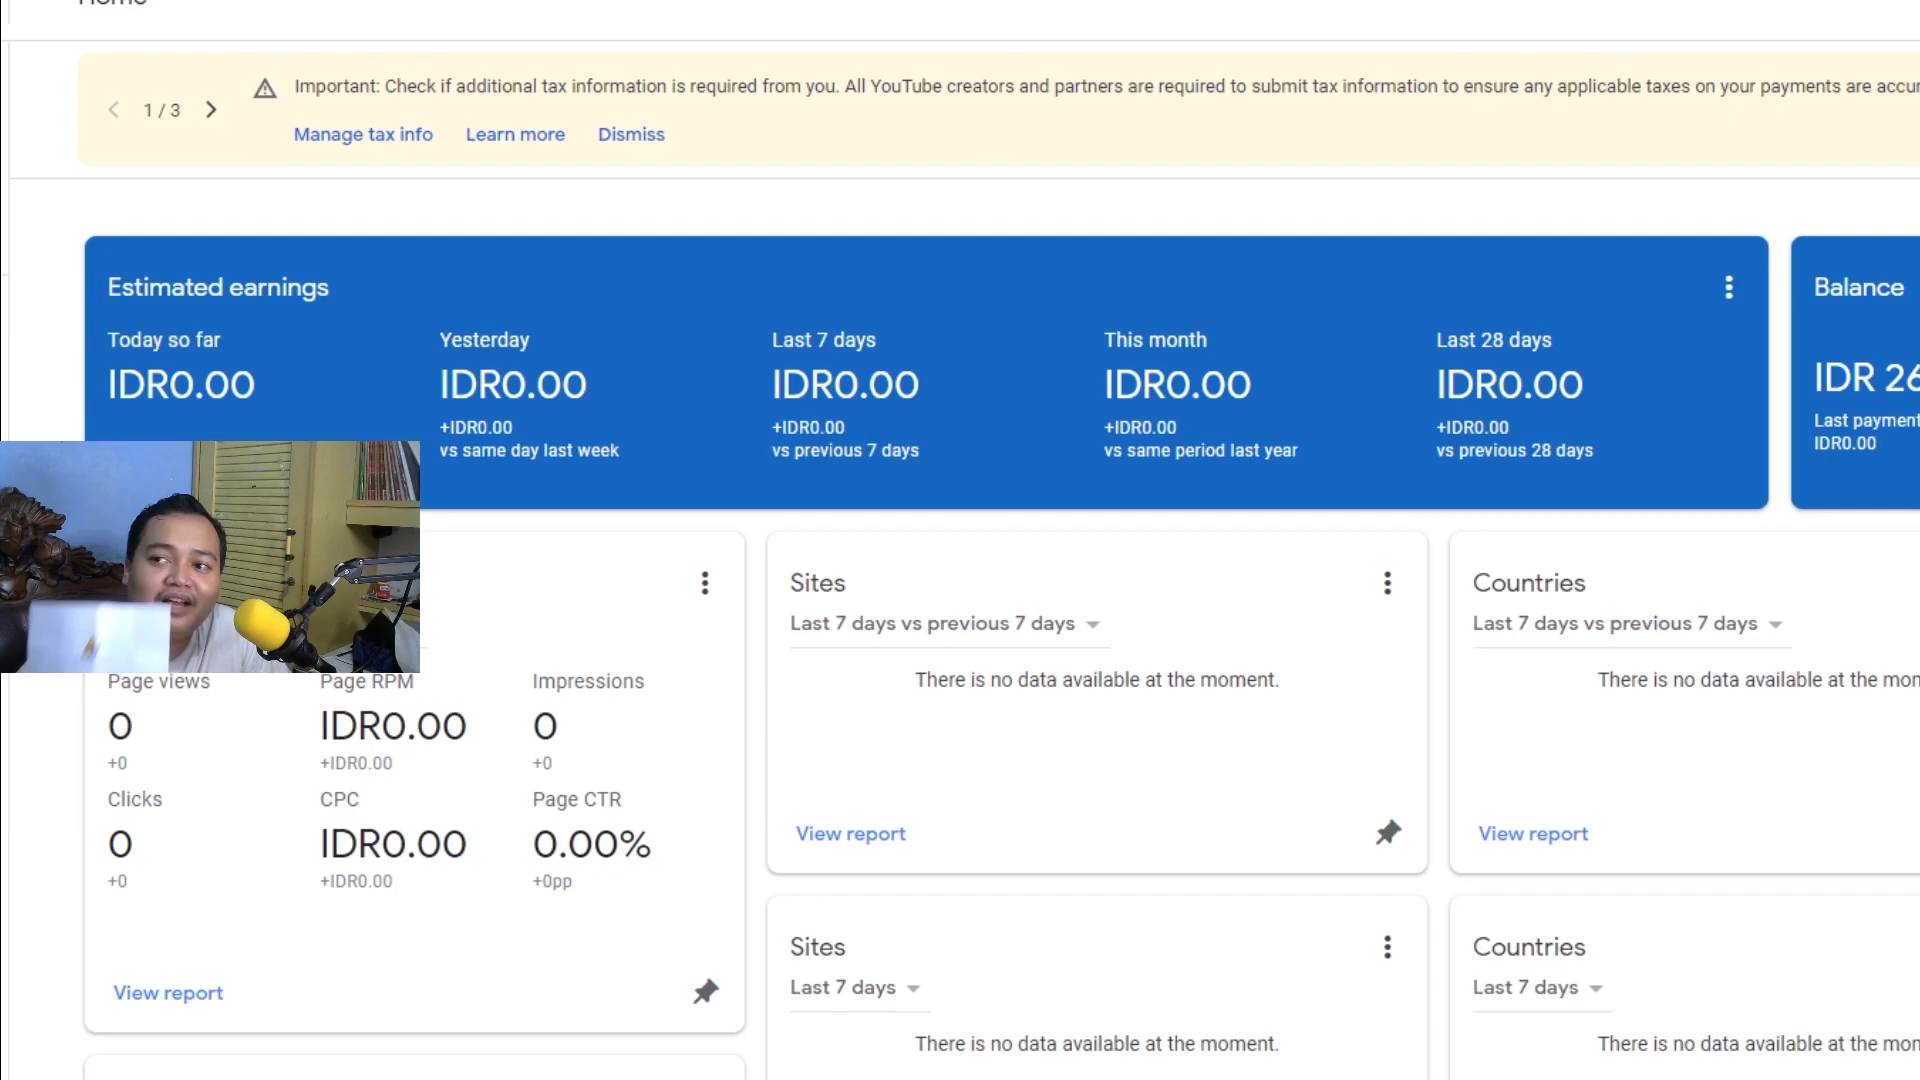 1 / 3
Important: Check if additional tax information is required from you. All YouTube creators and partners are required to submit tax information to ensure any applicable taxes on your payments are
Manage tax info Learn more Dismiss
Estimated earnings
Today so far
IDR0.00
Yesterday
IDR0.00
+IDR0.00
vs same day last week
Last 7 days
IDR0.00
+IDR0.00
vs previous 7 days
This month
IDR0.00
+IDR0.00
vs same period last year
Last 28 days
IDR0.00
+IDR0.00
vs previous 28 days
Balance
IDR 26
Last payment
IDR0.00
Page views
0
+0
Page RPM
IDR0.00
+IDR0.00
Impressions
0
+0
Clicks
0
+0
CPC
IDR0.00
+IDR0.00
Page CTR
0.00%
+0pp
View report
Sites
Last 7 days vs previous 7 days
There is no data available at the moment.
View report
Countries
Last 7 days vs previous 7 days
There is no data available at the
View report
Sites
Last 7 days
There is no data available at the moment.
Countries
Last 7 days
There is no data available at the